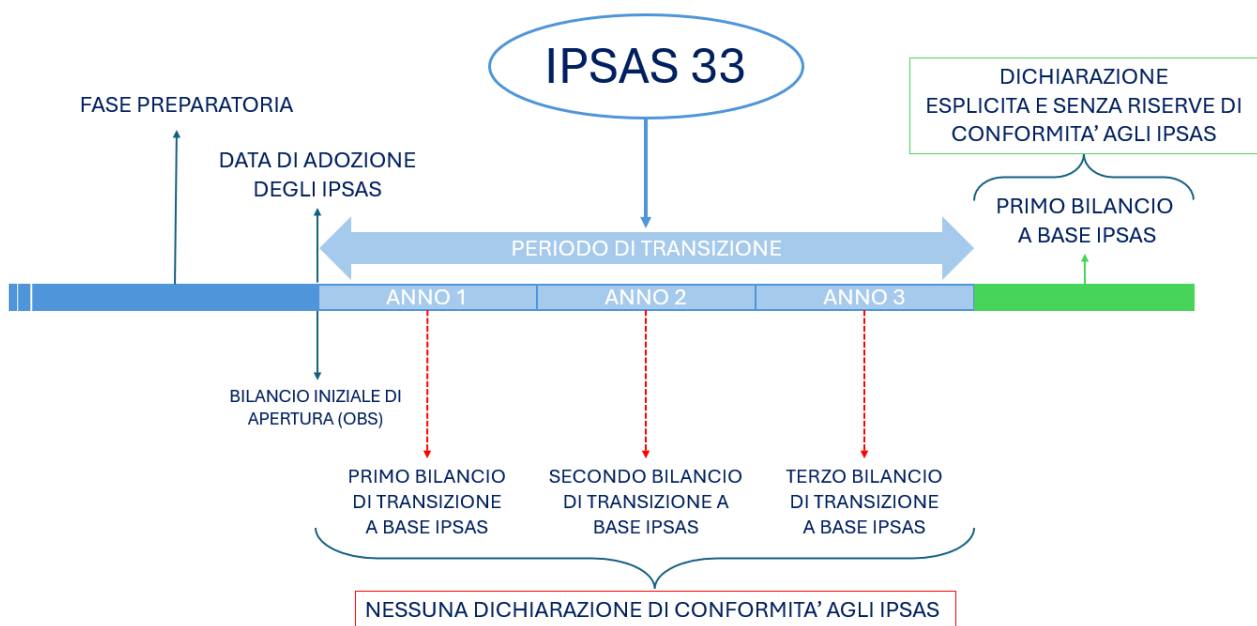 IPSAS 33
DICHIARAZIONE
ESPLICITA E SENZA RISERVE DI
CONFORMITA’ AGLI IPSAS
FASE PREPARATORIA
DATA DI ADOZIONE
DEGLI IPSAS
PRIMO BILANCIO
A BASE IPSAS
PERIODO DI TRANSIZIONE
ANNO 1
ANNO 2
ANNO 3
BILANCIO INIZIALE DI
APERTURA (OBS)
PRIMO BILANCIO
DI TRANSIZIONE
A BASE IPSAS
SECONDO BILANCIO
DI TRANSIZIONE A
BASE IPSAS
TERZO BILANCIO
DI TRANSIZIONE
A BASE IPSAS
NESSUNA DICHIARAZIONE DI CONFORMITA’ AGLI IPSAS